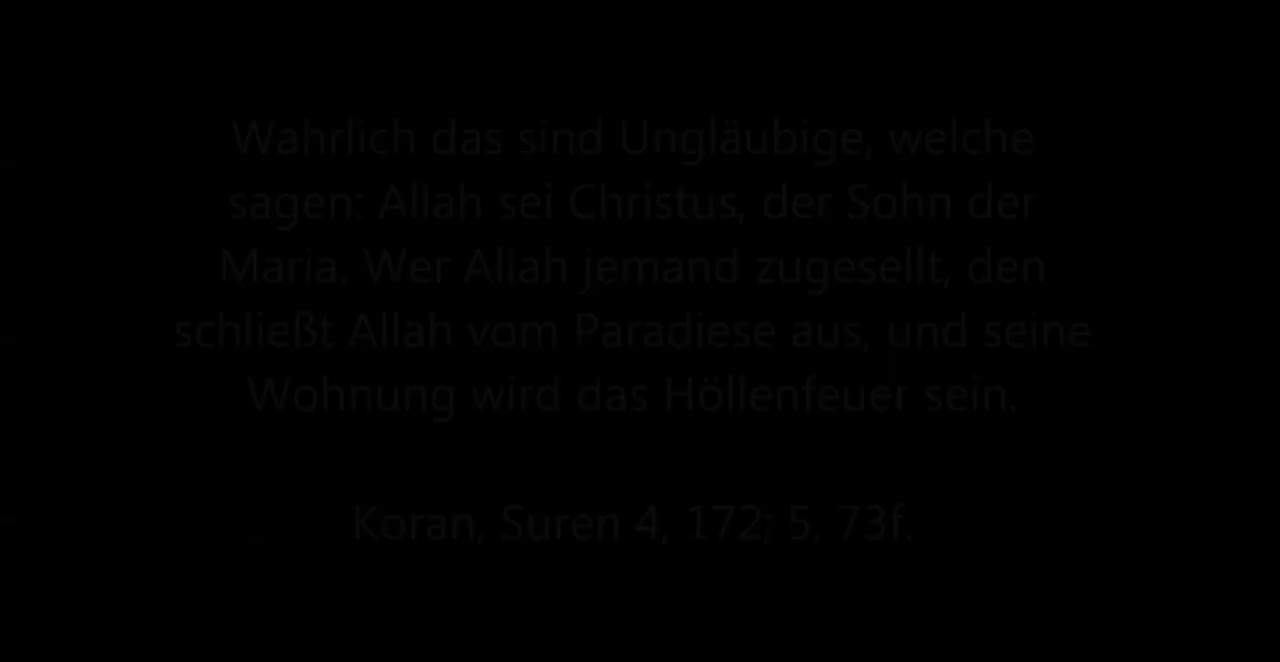 Wahrlich das sind Ungläubige, welche
sagen: Allah sei Christus, der Sohn der
Maria. Wer Allah jemand zugesellt, den
schließt Allah vom Paradiese aus, und seine
Wohnung wird das Höllenfeuer sein.
Koran, Suren 4, 172; 5, 73f.